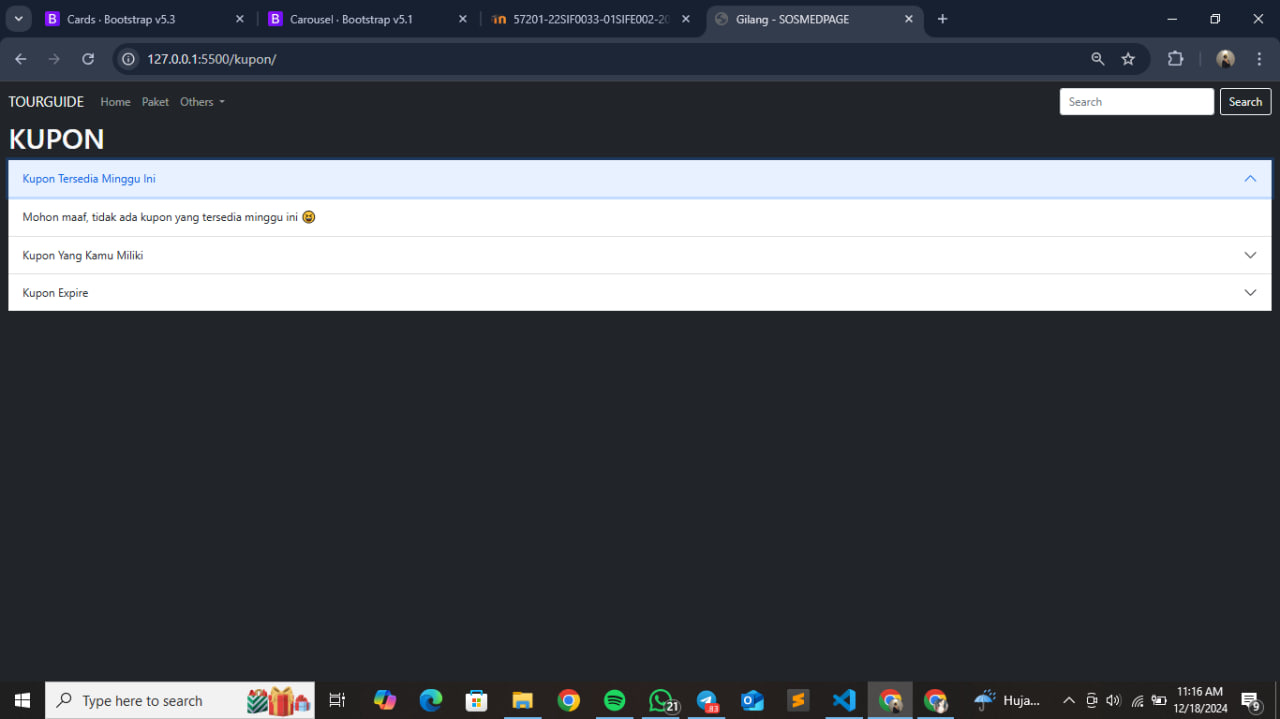 Cards · Bootstrap v5.3
Carousel · Bootstrap v5.1
57201-22SIF0033-01SIFE002-20
Gilang - SOSMEDPAGE
127.0.0.1:5500/kupon/
TOURGUIDE Home Paket Others Search Search
KUPON
Kupon Tersedia Minggu Ini
Mohon maaf, tidak ada kupon yang tersedia minggu ini 😆
Kupon Yang Kamu Miliki
Kupon Expire
Type here to search
21
83
Huja...
11:16 AM
12/18/2024
9